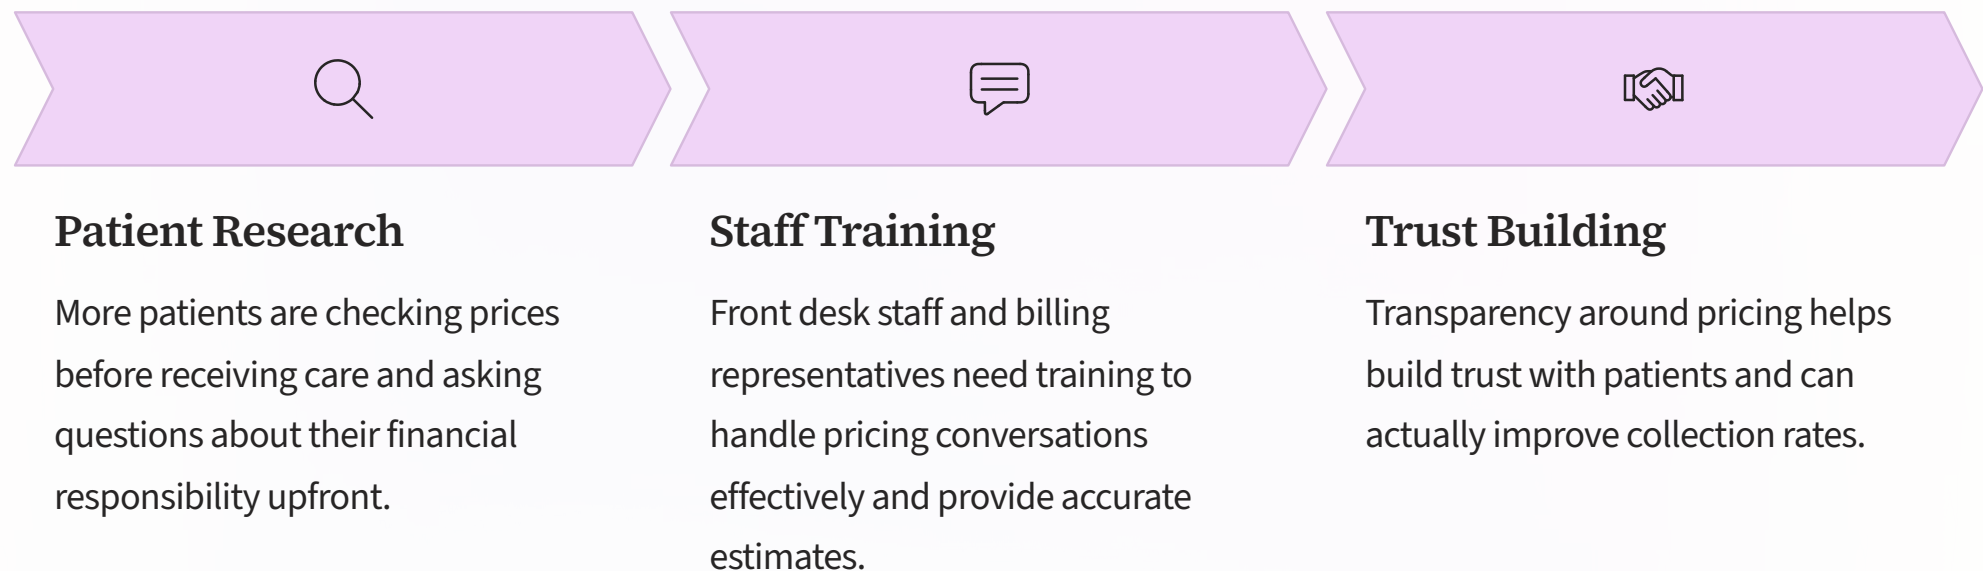 Patient Research
More patients are checking prices
before receiving care and asking
questions about their financial
responsibility upfront.
Staff Training
Front desk staff and billing
representatives need training to
handle pricing conversations
effectively and provide accurate
estimates.
Trust Building
Transparency around pricing helps
build trust with patients and can
actually improve collection rates.